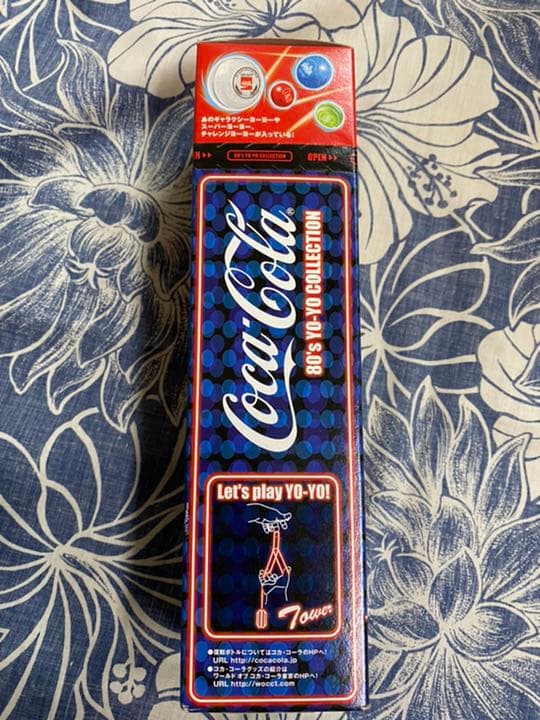 あのギャラクシーヨーヨーや
スーパーヨーヨー、
チャレンジヨーヨーが入っている!
N ▶▶ 80's YO-YO COLLECTION OPEN ▶▶
Coca-Cola®
80's YO-YO COLLECTION
Let's play YO-YO!
Tower
●復刻ボトルについてはコカ・コーラのHPへ!
URL http://cocacola.jp
●コカ・コーラグッズの紹介は
ワールド オブ コカ・コーラ東京のHPへ!
URL http://wocct.com